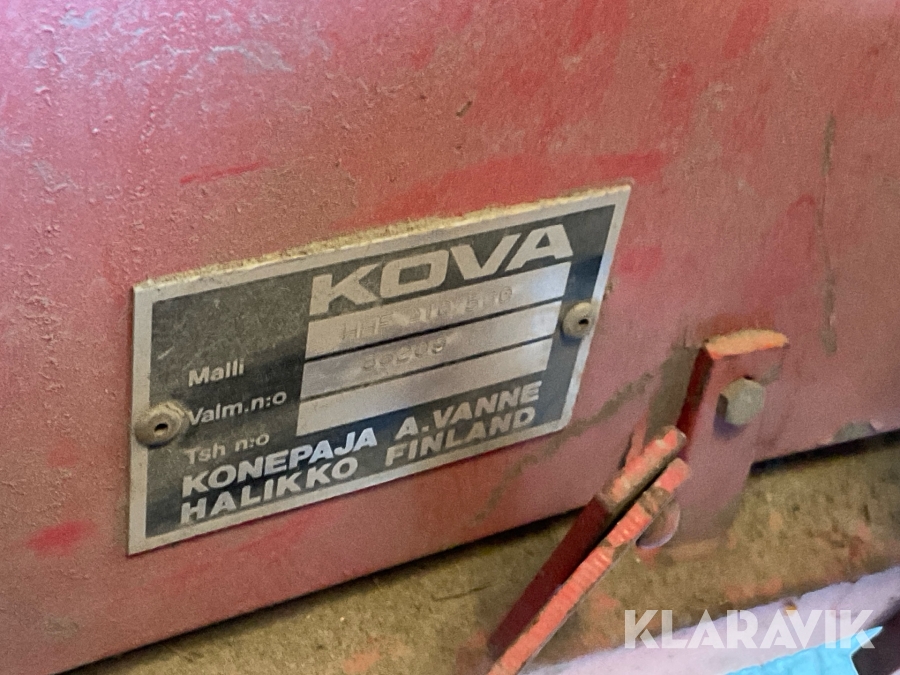 KOVA
Malli
Valm.n:o
Tsh n:o
KONEPAJA A.VANNE
HALIKKO FINLAND
KLARAVIK